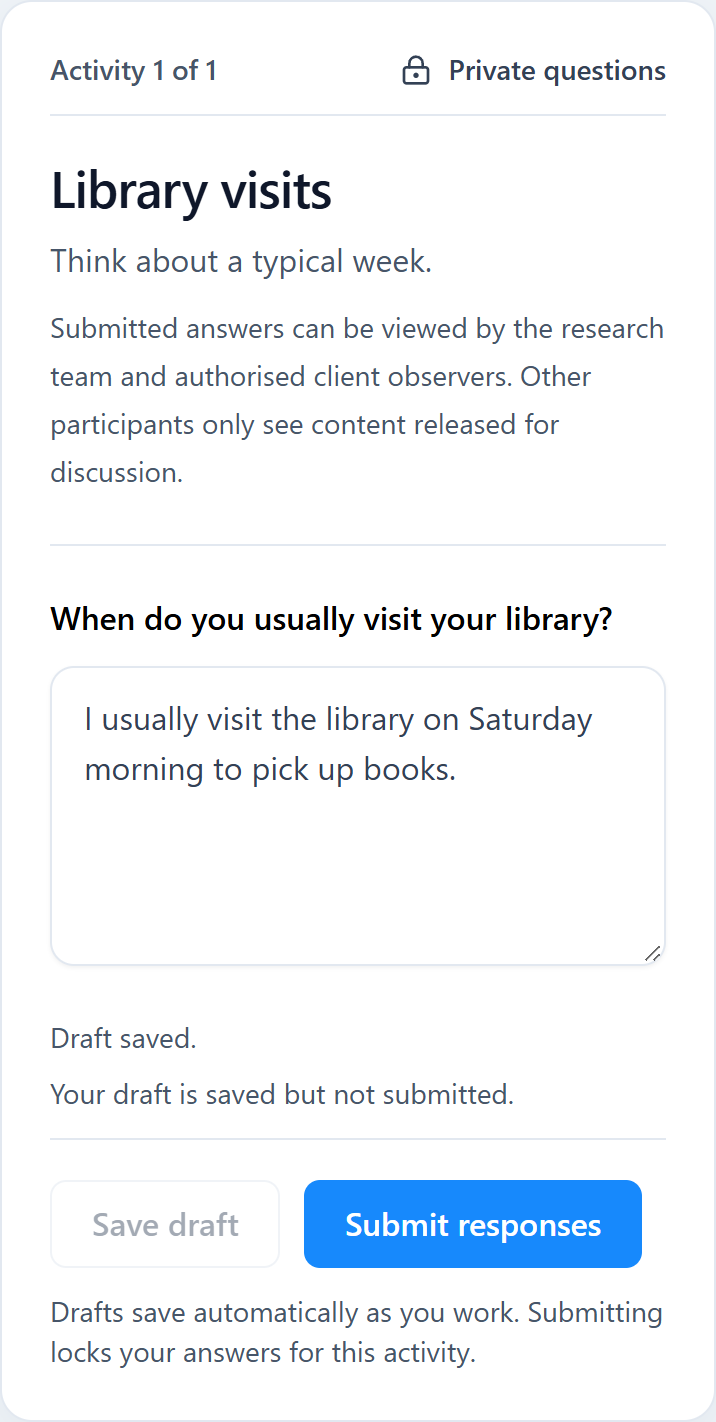 Activity 1 of 1
Private questions
Library visits
Think about a typical week.
Submitted answers can be viewed by the research
team and authorised client observers. Other
participants only see content released for
discussion.
When do you usually visit your library?
I usually visit the library on Saturday
morning to pick up books.
Draft saved.
Your draft is saved but not submitted.
Save draft
Submit responses
Drafts save automatically as you work. Submitting
locks your answers for this activity.